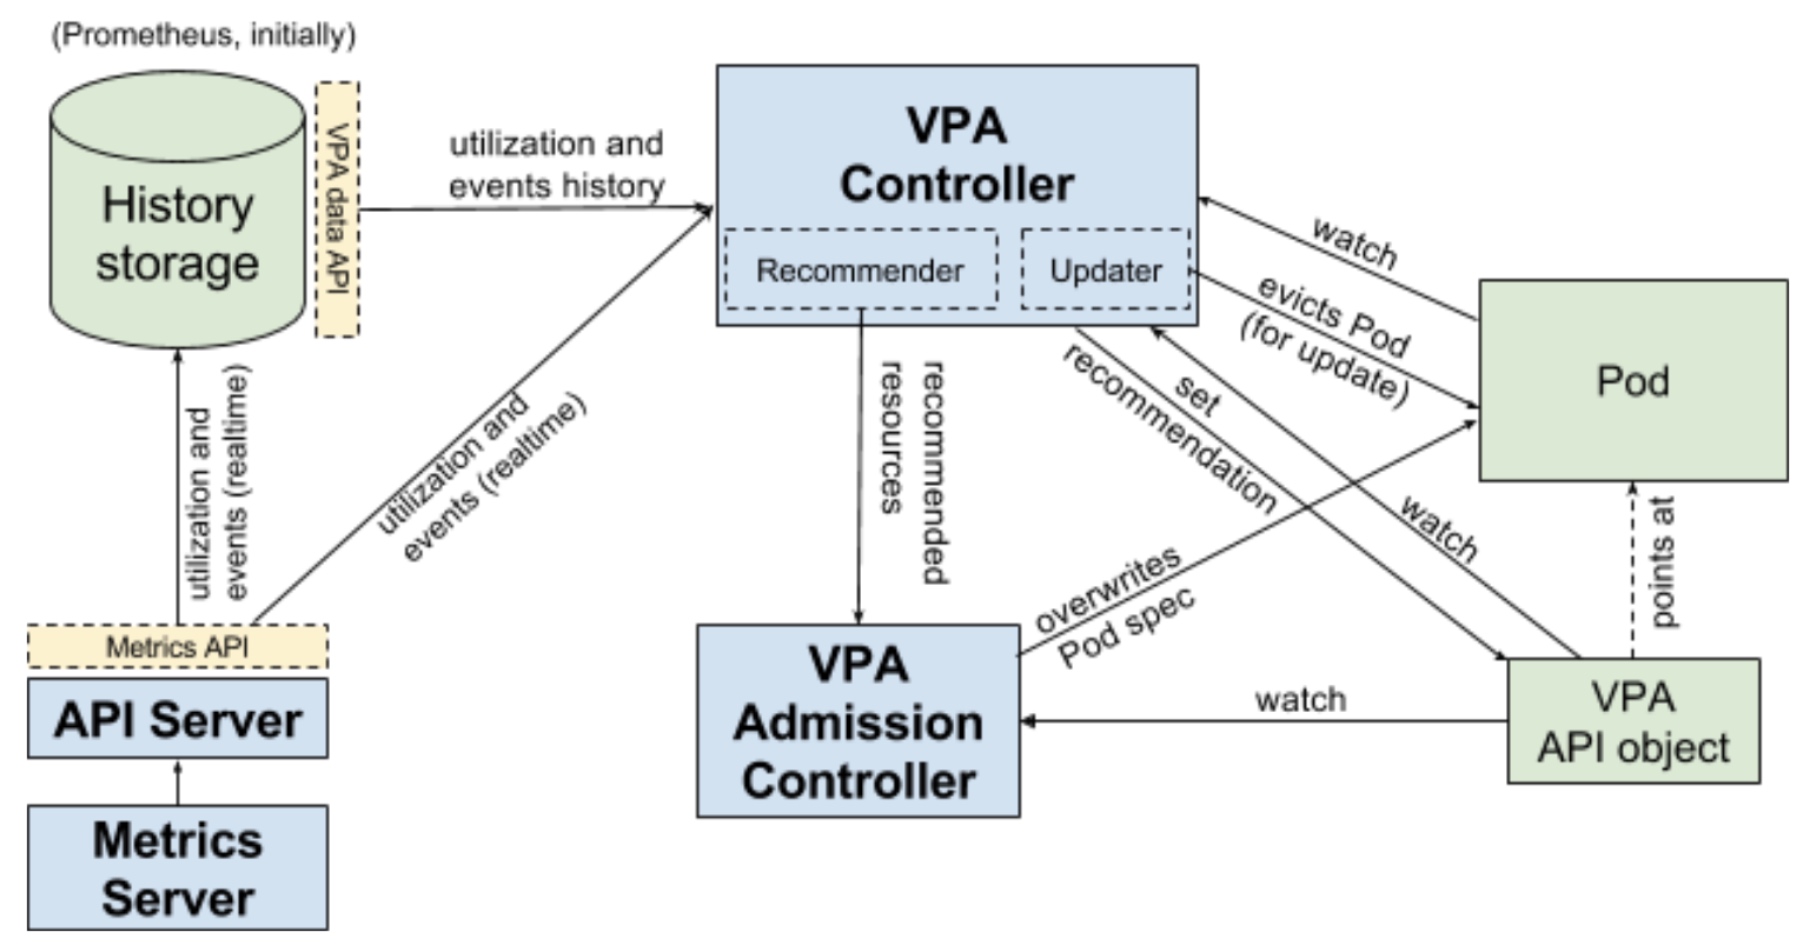 (Prometheus, initially)
History
storage
VPA data API
utilization and
events history
VPA
Controller
Recommender
Updater
watch
evicts Pod
(for update)
Pod
utilization and
events (realtime)
utilization and
events (realtime)
recommended
resources
set
recommendation
watch
points at
overwrites
Pod spec
Metrics API
API Server
Metrics
Server
VPA
Admission
Controller
watch
VPA
API object